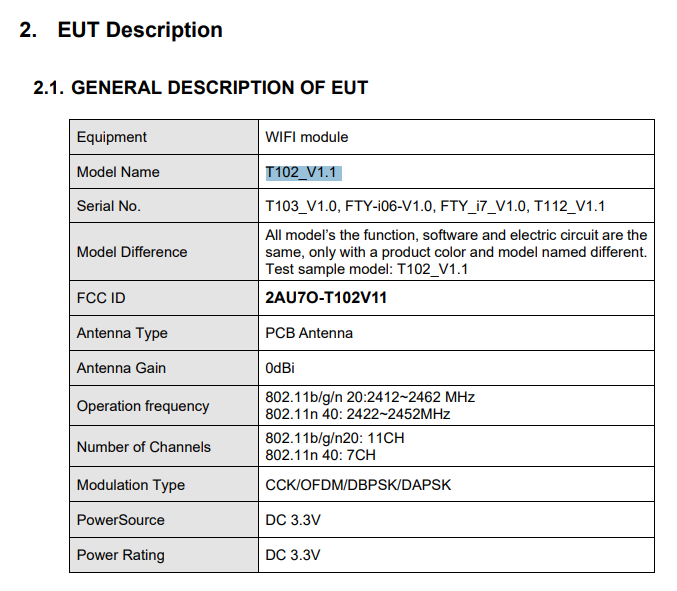 2. EUT Description
2.1. GENERAL DESCRIPTION OF EUT
Equipment WIFI module
Model Name T102_V1.1
Serial No. T103_V1.0, FTY-i06-V1.0, FTY_i7_V1.0, T112_V1.1
Model Difference All model's the function, software and electric circuit are the
same, only with a product color and model named different.
Test sample model: T102_V1.1
FCC ID 2AU7O-T102V11
Antenna Type PCB Antenna
Antenna Gain 0dBi
Operation frequency 802.11b/g/n 20:2412~2462 MHz
802.11n 40: 2422~2452MHz
Number of Channels 802.11b/g/n20: 11CH
802.11n 40: 7CH
Modulation Type CCK/OFDM/DBPSK/DAPSK
PowerSource DC 3.3V
Power Rating DC 3.3V